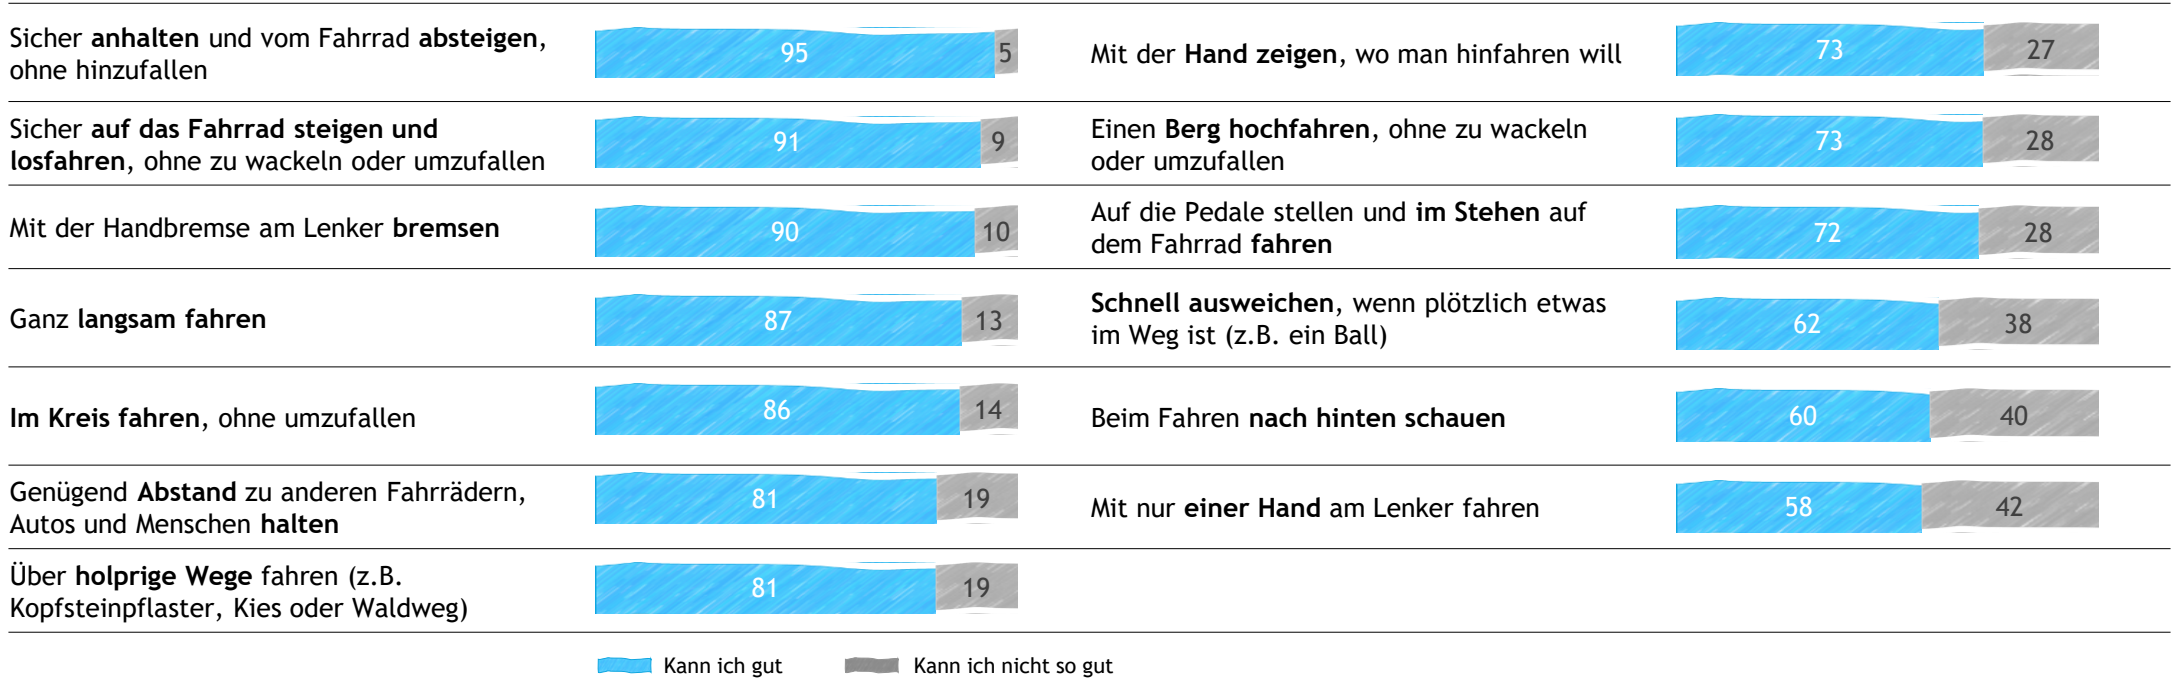 Sicher anhalten und vom Fahrrad absteigen,
ohne hinzufallen
95 5
Sicher auf das Fahrrad steigen und
losfahren, ohne zu wackeln oder umzufallen
91 9
Mit der Handbremse am Lenker bremsen
90 10
Ganz langsam fahren
87 13
Im Kreis fahren, ohne umzufallen
86 14
Genügend Abstand zu anderen Fahrrädern,
Autos und Menschen halten
81 19
Über holprige Wege fahren (z.B.
Kopfsteinpflaster, Kies oder Waldweg)
81 19
Mit der Hand zeigen, wo man hinfahren will
73 27
Einen Berg hochfahren, ohne zu wackeln
oder umzufallen
73 28
Auf die Pedale stellen und im Stehen auf
dem Fahrrad fahren
72 28
Schnell ausweichen, wenn plötzlich etwas
im Weg ist (z.B. ein Ball)
62 38
Beim Fahren nach hinten schauen
60 40
Mit nur einer Hand am Lenker fahren
58 42
Kann ich gut
Kann ich nicht so gut